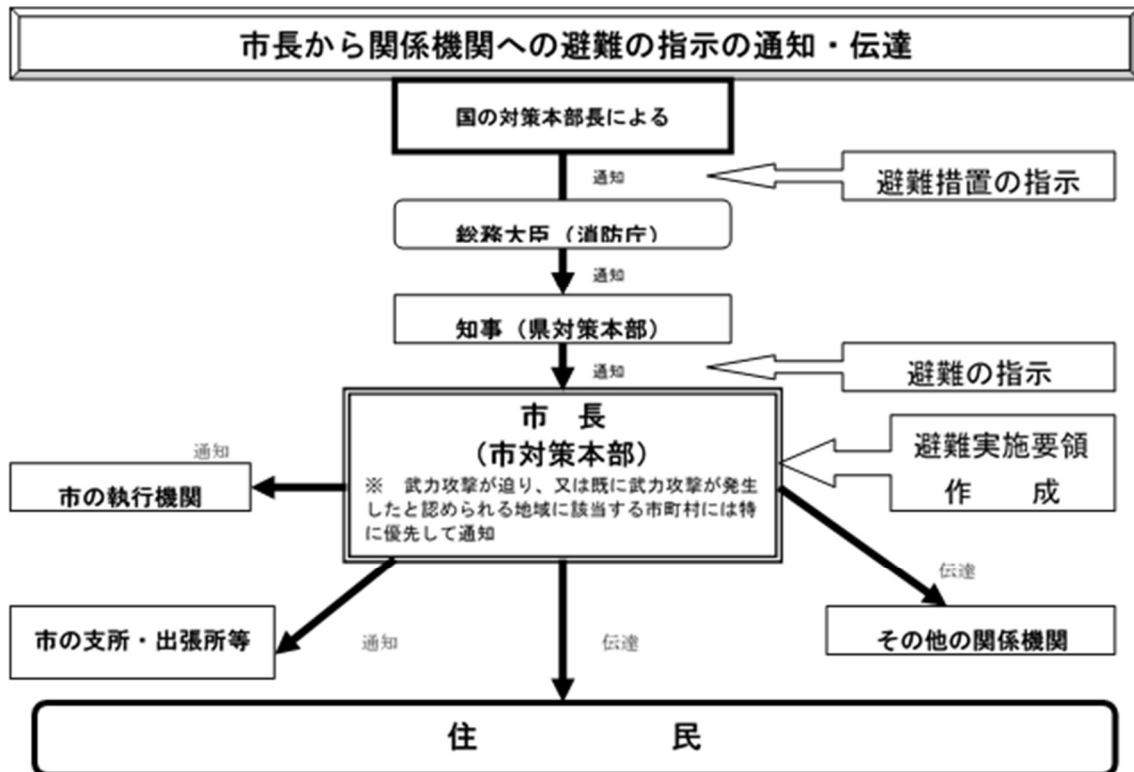 市長から関係機関への避難の指示の通知・伝達
国の対策本部長による
通知
避難措置の指示
総務大臣（消防庁）
通知
知事（県対策本部）
通知
避難の指示
市　長
（市対策本部）
※　武力攻撃が迫り、又は既に武力攻撃が発生
したと認められる地域に該当する市町村には特
に優先して通知
避難実施要領
作　　成
通知
市の執行機関
伝達
市の支所・出張所等
通知
伝達
その他の関係機関
住　　　　　民